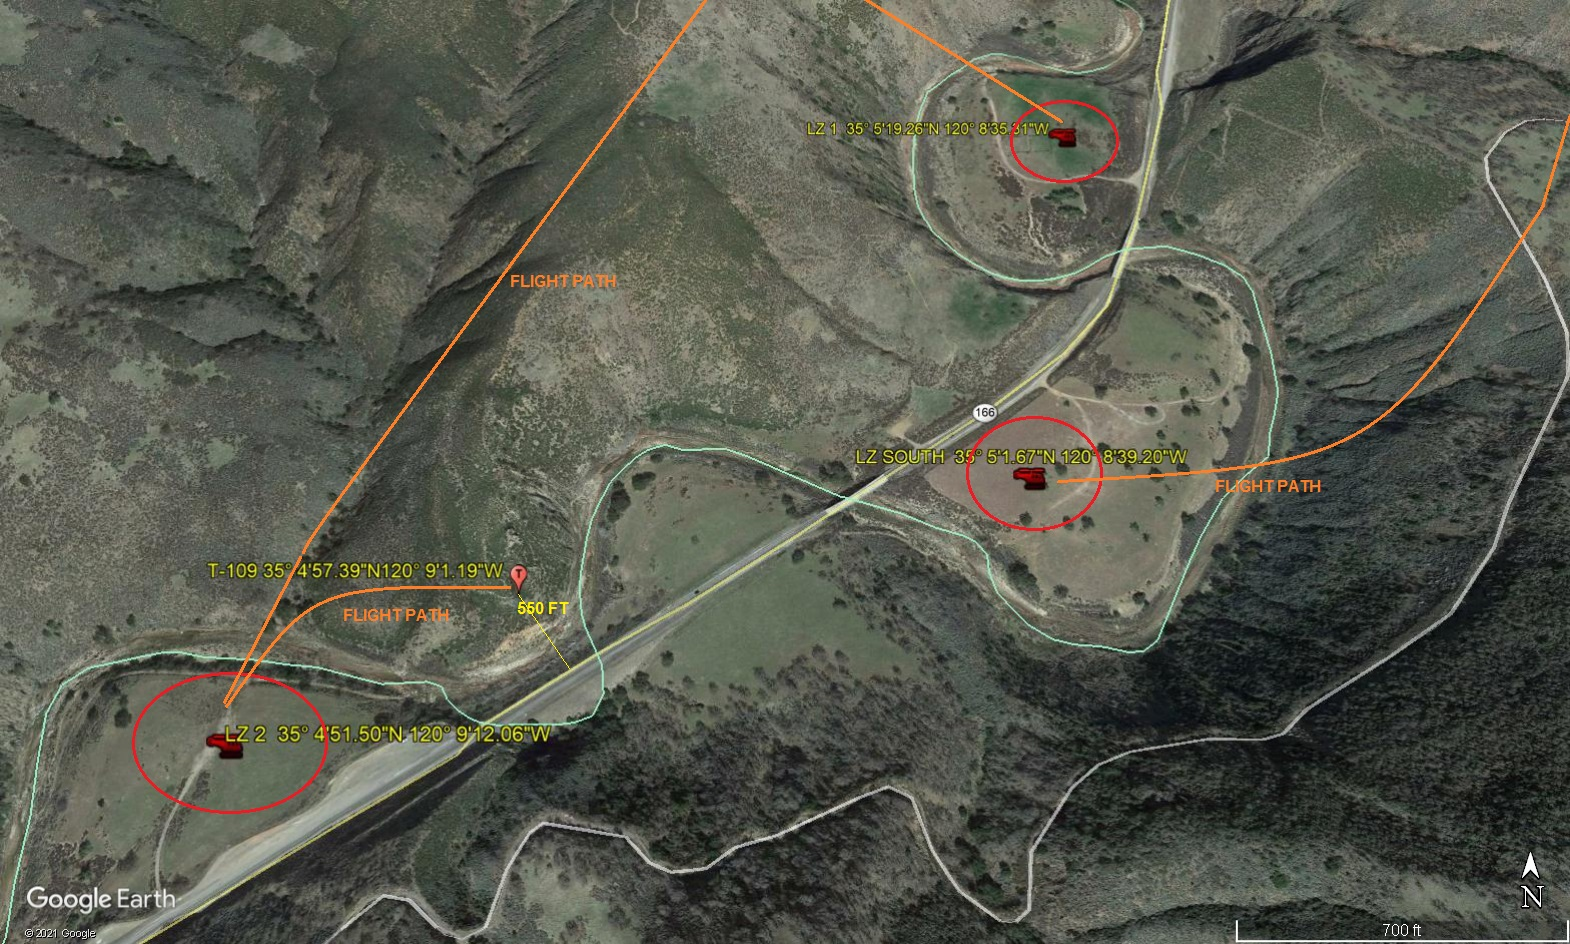 LZ 1  35° 5'19.26"N 120° 8'35.31"W
FLIGHT PATH
166
LZ SOUTH  35° 5'1.67"N 120° 8'39.20"W
FLIGHT PATH
T-109 35° 4'57.39"N120° 9'1.19"W
T
550 FT
FLIGHT PATH
LZ 2  35° 4'51.50"N 120° 9'12.06"W
Google Earth
© 2021 Google
N
700 ft